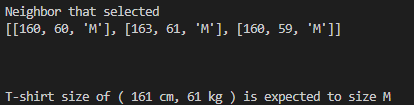 Neighbor that selected
[[160, 60, 'M'], [163, 61, 'M'], [160, 59, 'M']]
T-shirt size of ( 161 cm, 61 kg ) is expected to size M